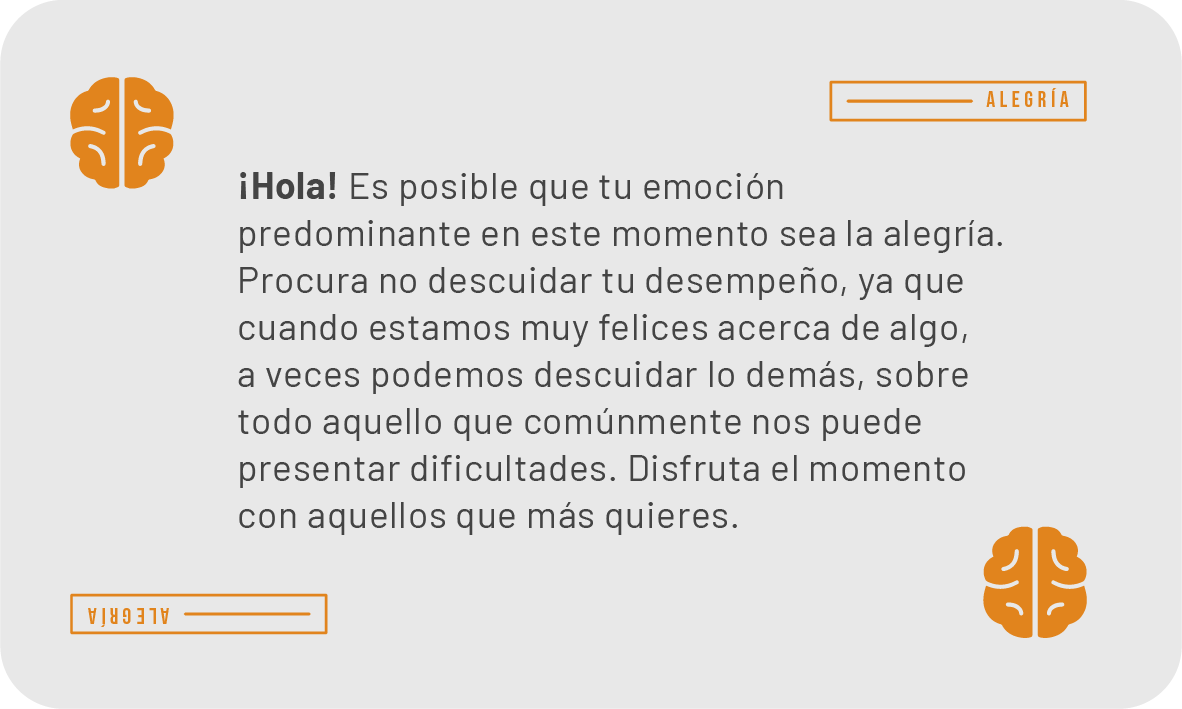 ALEGRÍA
¡Hola! Es posible que tu emoción
predominante en este momento sea la alegría.
Procura no descuidar tu desempeño, ya que
cuando estamos muy felices acerca de algo,
a veces podemos descuidar lo demás, sobre
todo aquello que comúnmente nos puede
presentar dificultades. Disfruta el momento
con aquellos que más quieres.
ALEGRÍA